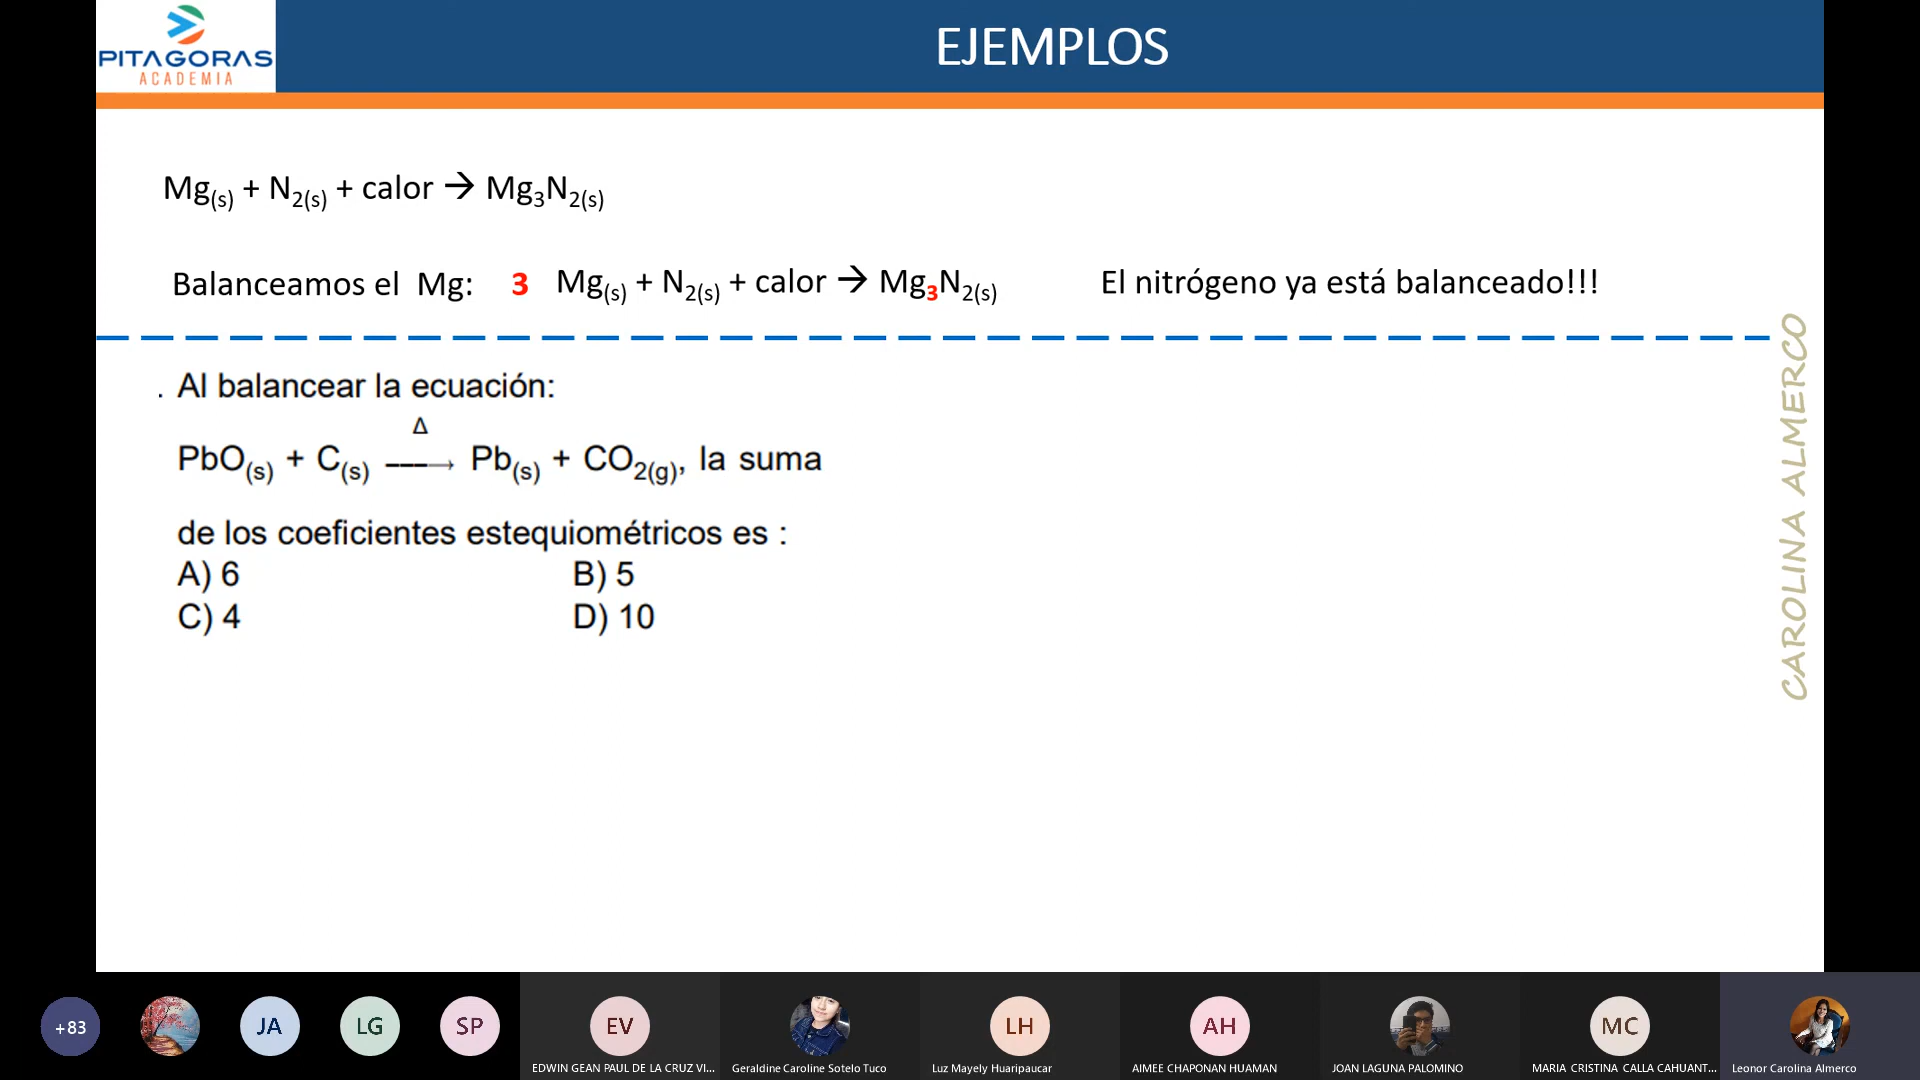 PITAGORAS
ACADEMIA
EJEMPLOS
Mg(s) + N2(s) + calor → Mg3N2(s)
Balanceamos el Mg: 3 Mg(s) + N2(s) + calor → Mg3N2(s) El nitrógeno ya está balanceado!!!
. Al balancear la ecuación:
Δ
PbO(s) + C(s) ----→ Pb(s) + CO2(g), la suma
de los coeficientes estequiométricos es :
A) 6 B) 5
C) 4 D) 10
CAROLINA ALMERCO
+83 JA LG SP EV LH AH MC
EDWIN GEAN PAUL DE LA CRUZ VI... Geraldine Caroline Sotelo Tuco Luz Mayely Huaripaucar AIMEE CHAPONAN HUAMAN JOAN LAGUNA PALOMINO MARIA CRISTINA CALLA CAHUANT... Leonor Carolina Almerco